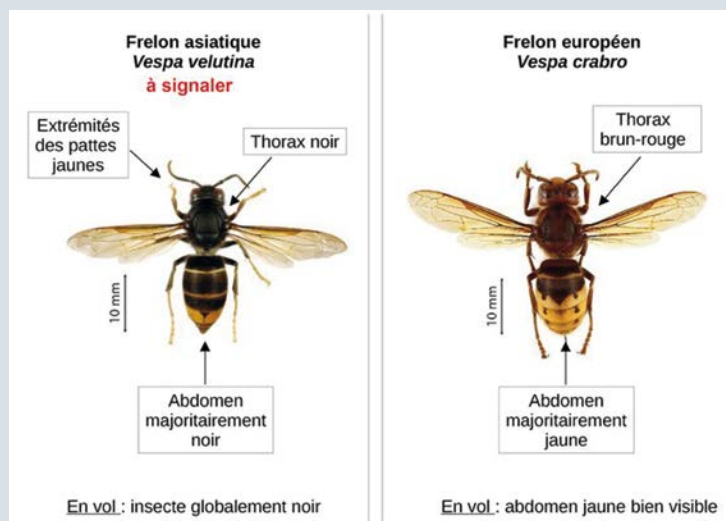 Frelon asiatique
Vespa velutina
à signaler
Extrémités
des pattes
jaunes
Thorax noir
10 mm
Abdomen
majoritairement
noir
En vol : insecte globalement noir
Frelon européen
Vespa crabro
Thorax
brun-rouge
10 mm
Abdomen
majoritairement
jaune
En vol : abdomen jaune bien visible